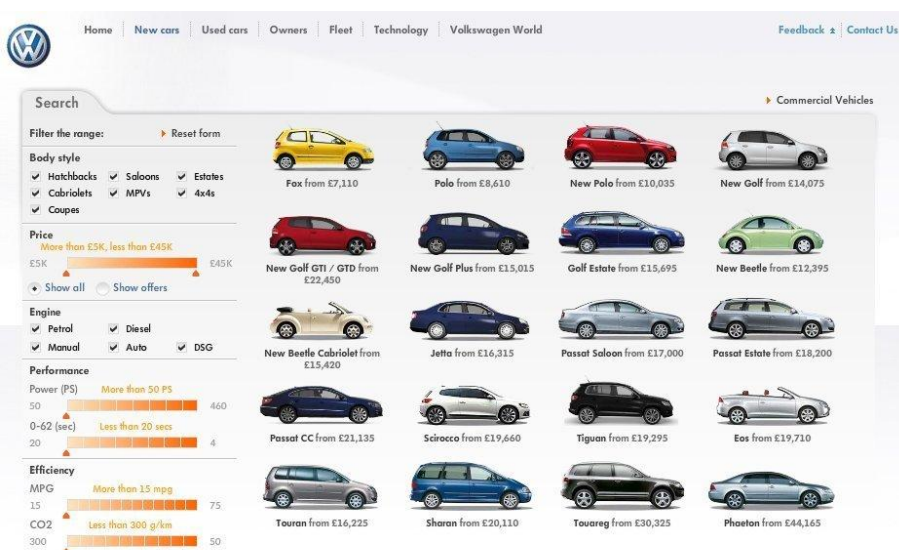 Home New cars Used cars Owners Fleet Technology Volkswagen World
Feedback Contact Us
Search
Commercial Vehicles
Filter the range: Reset form
Body style
Hatchbacks Saloons Estates
Cabriolets MPVs 4x4s
Coupes
Price
More than £5K, less than £45K
£5K £45K
Show all Show offers
Engine
Petrol Diesel
Manual Auto DSG
Performance
Power (PS) More than 50 PS
50 460
0-62 (sec) Less than 20 secs
20 4
Efficiency
MPG More than 15 mpg
15 75
CO2 Less than 300 g/km
300 50
Fox from £7,110
Polo from £8,610
New Polo from £10,035
New Golf from £14,075
New Golf GTI / GTD from
£22,450
New Golf Plus from £15,015
Golf Estate from £15,695
New Beetle from £12,395
New Beetle Cabriolet from
£15,420
Jetta from £16,315
Passat Saloon from £17,000
Passat Estate from £18,200
Passat CC from £21,135
Scirocco from £19,660
Tiguan from £19,295
Eos from £19,710
Touran from £16,225
Sharan from £20,110
Touareg from £30,325
Phaeton from £44,165